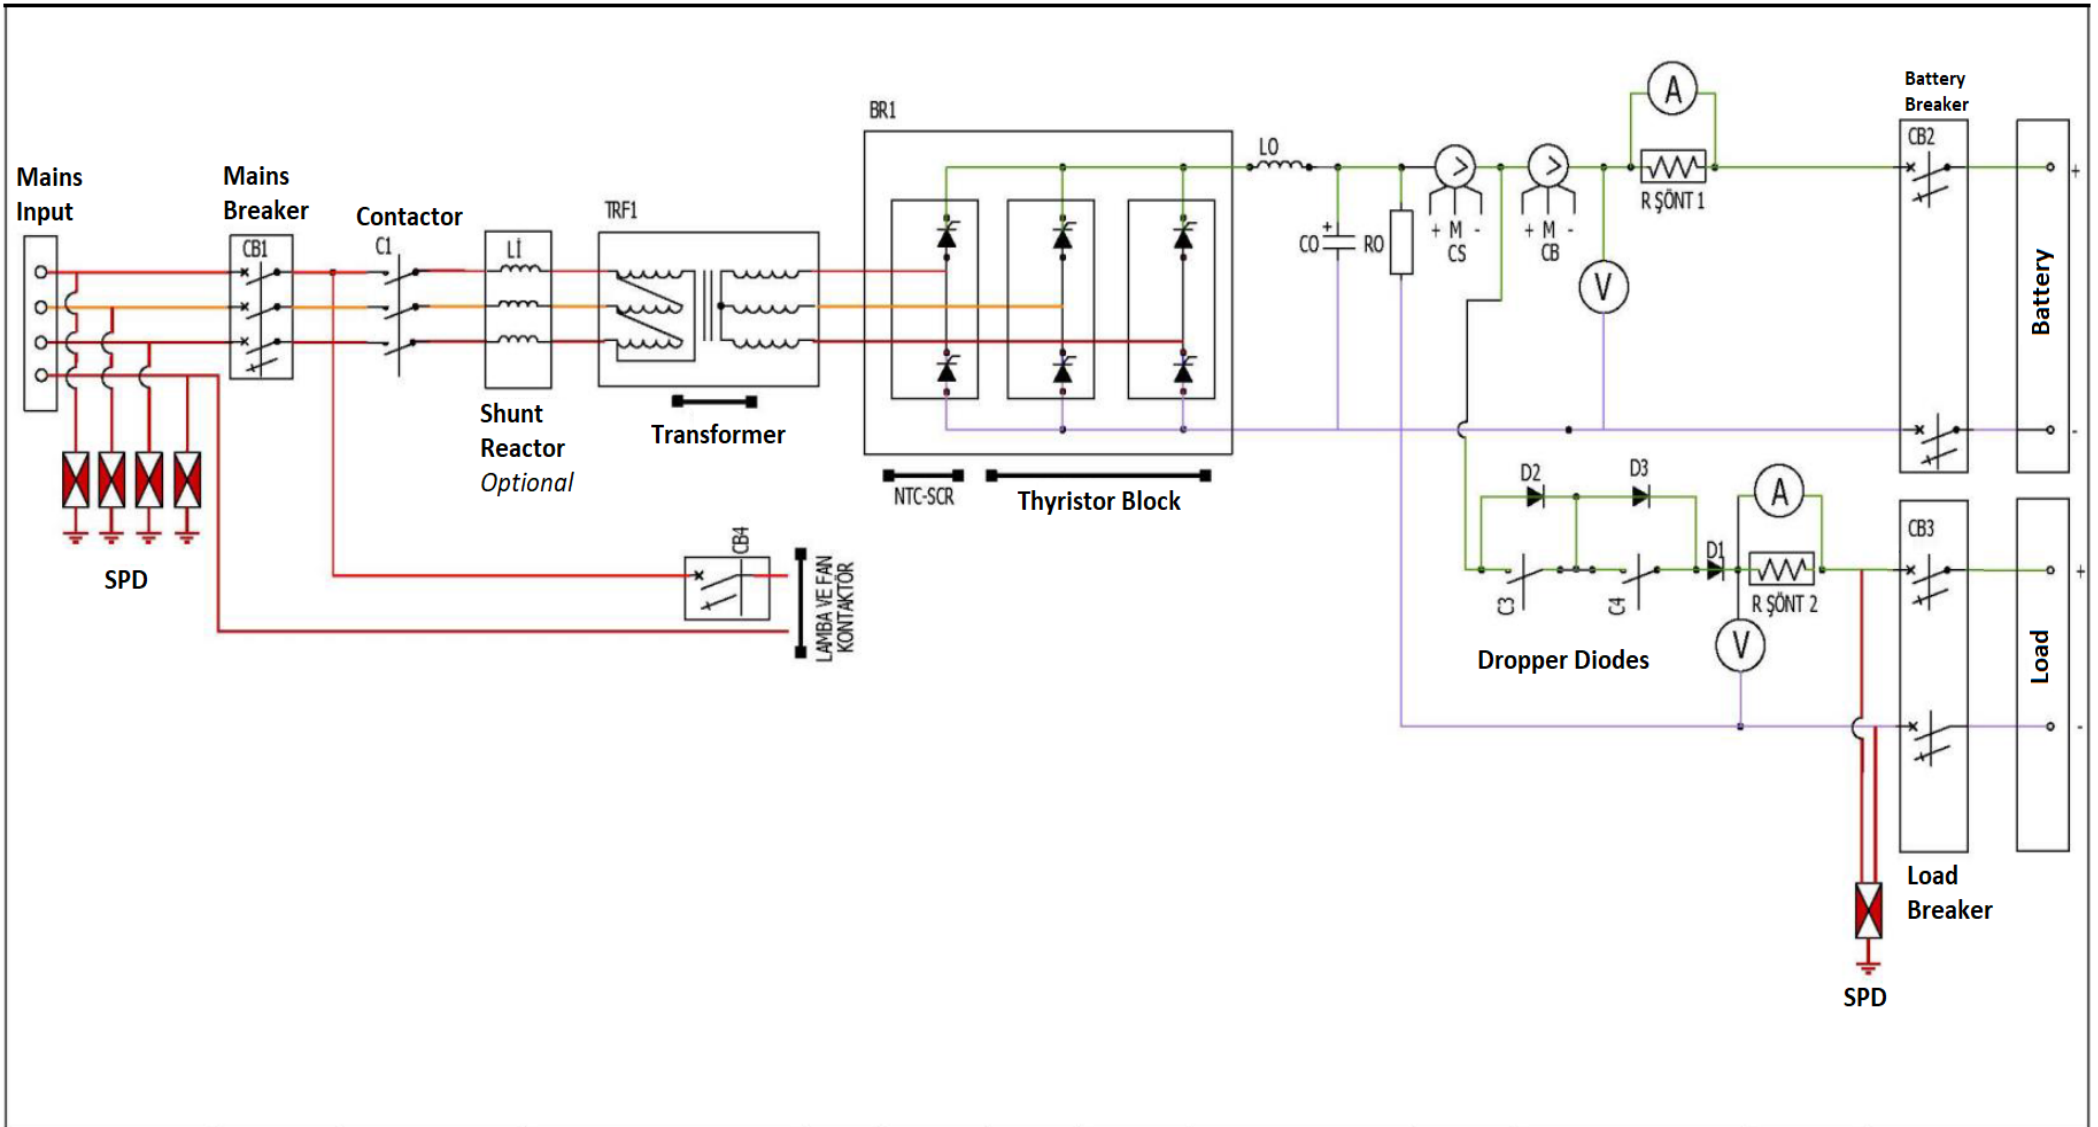 Mains
Input
SPD
Mains
Breaker
CB1
Contactor
C1
Lİ
Shunt
Reactor
Optional
TRF1
Transformer
CB4
LAMBA VE FAN
KONTAKTÖR
BR1
NTC-SCR
Thyristor Block
LO
CO
+
RO
+ M -
CS
+ M -
CB
A
R ŞÖNT 1
V
Battery
Breaker
CB2
+
Battery
-
D2
D3
C3
C4
D1
Dropper Diodes
A
R ŞÖNT 2
V
CB3
+
Load
-
Load
Breaker
SPD